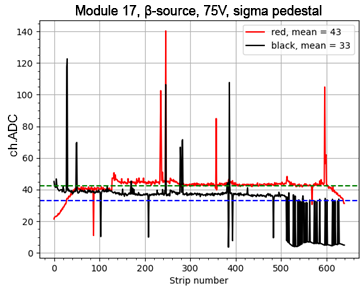 Module 17, β-source, 75V, sigma pedestal
red, mean = 43
black, mean = 33
ch.ADC
140
120
100
80
60
40
20
0
0 100 200 300 400 500 600
Strip number